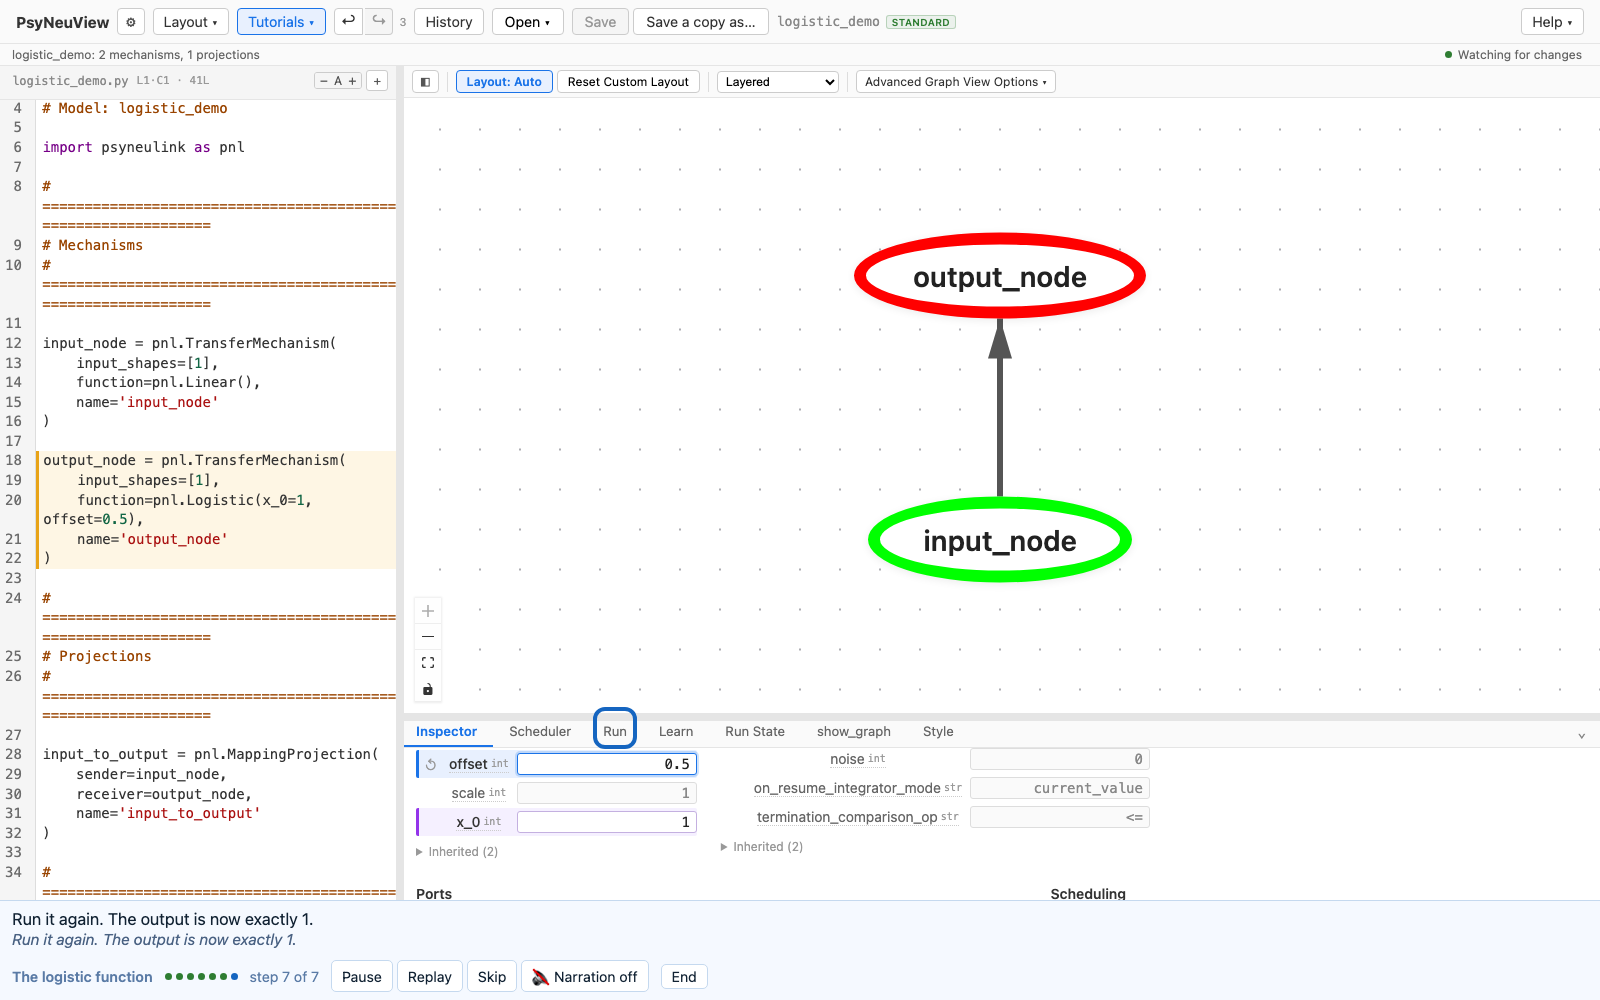 PsyNeuView
Layout ▾
Tutorials ▾
3
History
Open ▾
Save
Save a copy as...
logistic_demo
STANDARD
Help ▾
logistic_demo: 2 mechanisms, 1 projections
Watching for changes
logistic_demo.py L1·C1 · 41L
− A +
+
Layout: Auto
Reset Custom Layout
Layered
Advanced Graph View Options ▾
4 # Model: logistic_demo
5
6 import psyneulink as pnl
7
8 #
==========================================
====================
9 # Mechanisms
10 #
==========================================
====================
11
12 input_node = pnl.TransferMechanism(
13     input_shapes=[1],
14     function=pnl.Linear(),
15     name='input_node'
16 )
17
18 output_node = pnl.TransferMechanism(
19     input_shapes=[1],
20     function=pnl.Logistic(x_0=1,
offset=0.5),
21     name='output_node'
22 )
23
24 #
==========================================
====================
25 # Projections
26 #
==========================================
====================
27
28 input_to_output = pnl.MappingProjection(
29     sender=input_node,
30     receiver=output_node,
31     name='input_to_output'
32 )
33
34 #
==========================================
output_node
input_node
Inspector
Scheduler
Run
Learn
Run State
show_graph
Style
offset int 0.5
scale int 1
x_0 int 1
Inherited (2)
noise int 0
on_resume_integrator_mode str current_value
termination_comparison_op str <=
Inherited (2)
Ports
Scheduling
Run it again. The output is now exactly 1.
Run it again. The output is now exactly 1.
The logistic function
step 7 of 7
Pause
Replay
Skip
Narration off
End